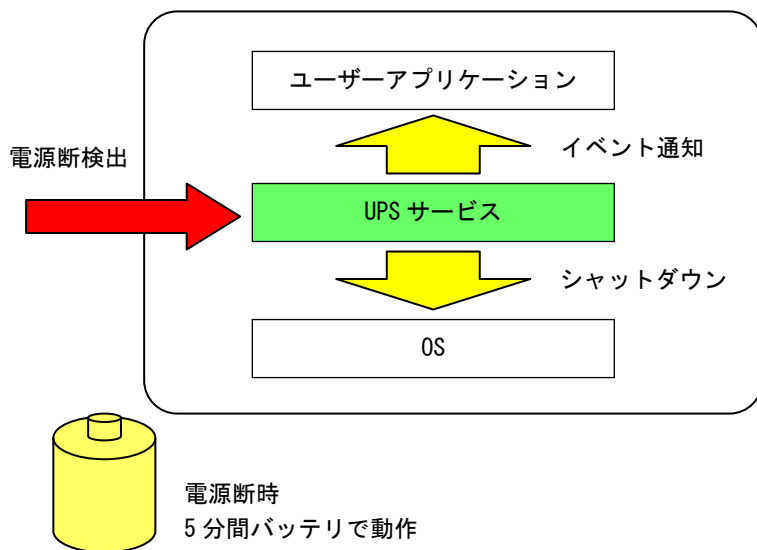 ユーザーアプリケーション
イベント通知
電源断検出
UPS サービス
シャットダウン
OS
電源断時
5 分間バッテリで動作